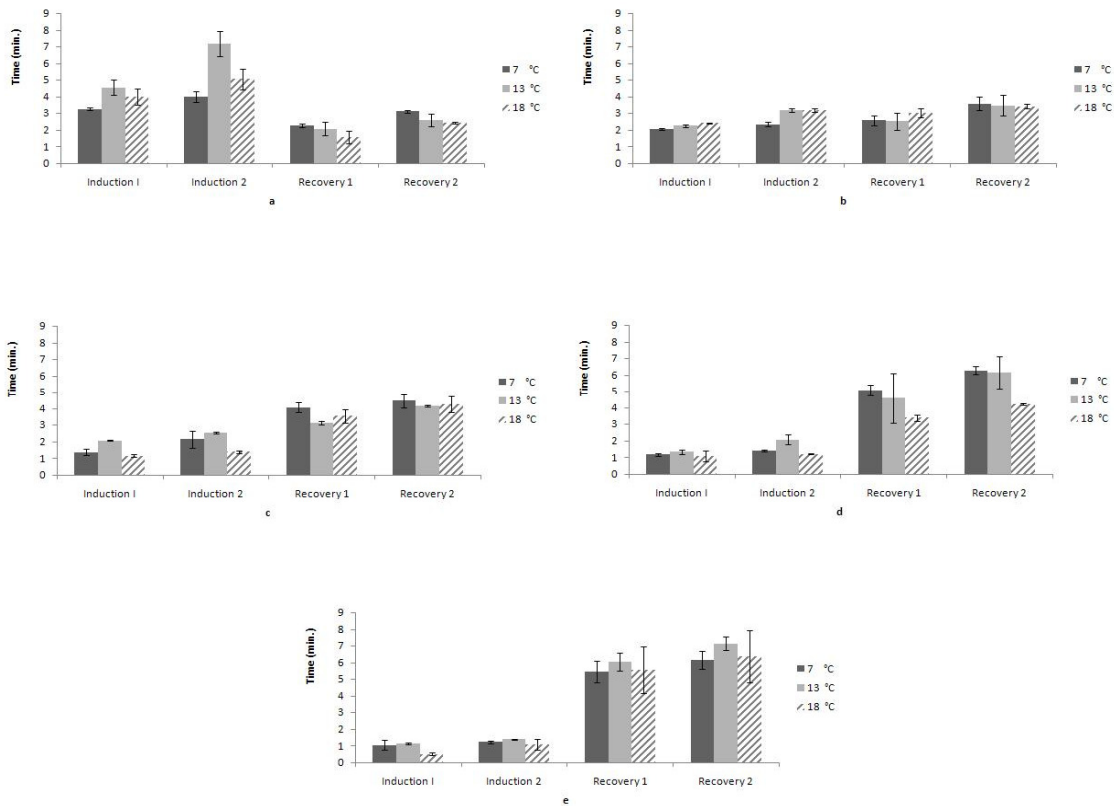 Time (min.)
9
8
7
6
5
4
3
2
1
0
Induction I
Induction 2
Recovery 1
Recovery 2
7 °C
13 °C
18 °C
a
Time (min.)
9
8
7
6
5
4
3
2
1
0
Induction I
Induction 2
Recovery 1
Recovery 2
7 °C
13 °C
18 °C
b
Time (min.)
9
8
7
6
5
4
3
2
1
0
Induction I
Induction 2
Recovery 1
Recovery 2
7 °C
13 °C
18 °C
c
Time (min.)
9
8
7
6
5
4
3
2
1
0
Induction I
Induction 2
Recovery 1
Recovery 2
7 °C
13 °C
18 °C
d
Time (min.)
9
8
7
6
5
4
3
2
1
0
Induction I
Induction 2
Recovery 1
Recovery 2
7 °C
13 °C
18 °C
e